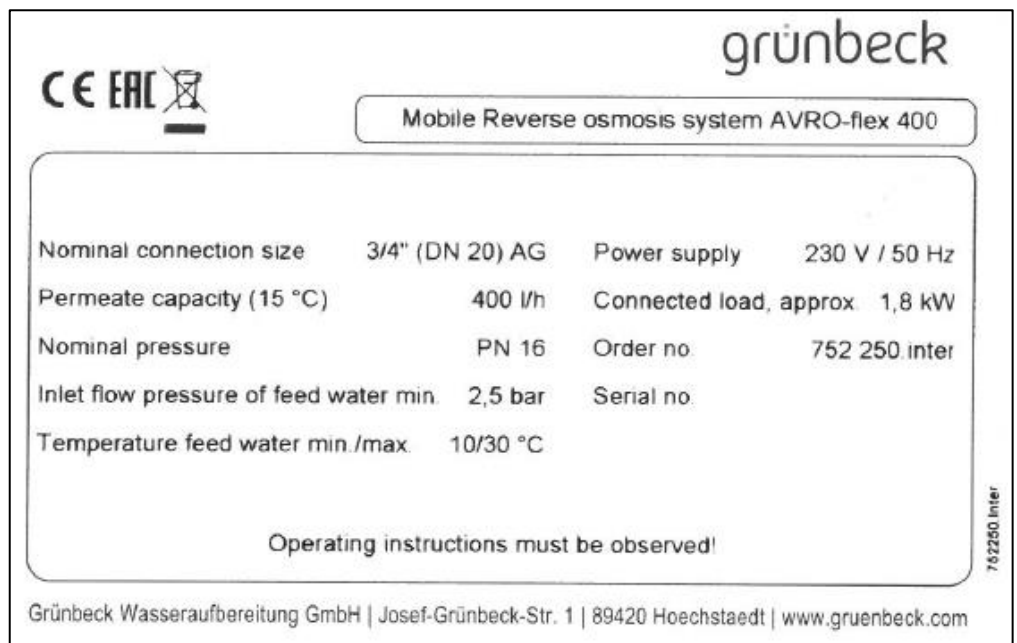 grünbeck
CE EAC
Mobile Reverse osmosis system AVRO-flex 400
Nominal connection size 3/4" (DN 20) AG
Permeate capacity (15 °C) 400 l/h
Nominal pressure PN 16
Inlet flow pressure of feed water min. 2,5 bar
Temperature feed water min./max. 10/30 °C
Power supply 230 V / 50 Hz
Connected load, approx. 1,8 kW
Order no. 752 250.inter
Serial no.
Operating instructions must be observed!
752250.Inter
Grünbeck Wasseraufbereitung GmbH | Josef-Grünbeck-Str. 1 | 89420 Hoechstaedt | www.gruenbeck.com